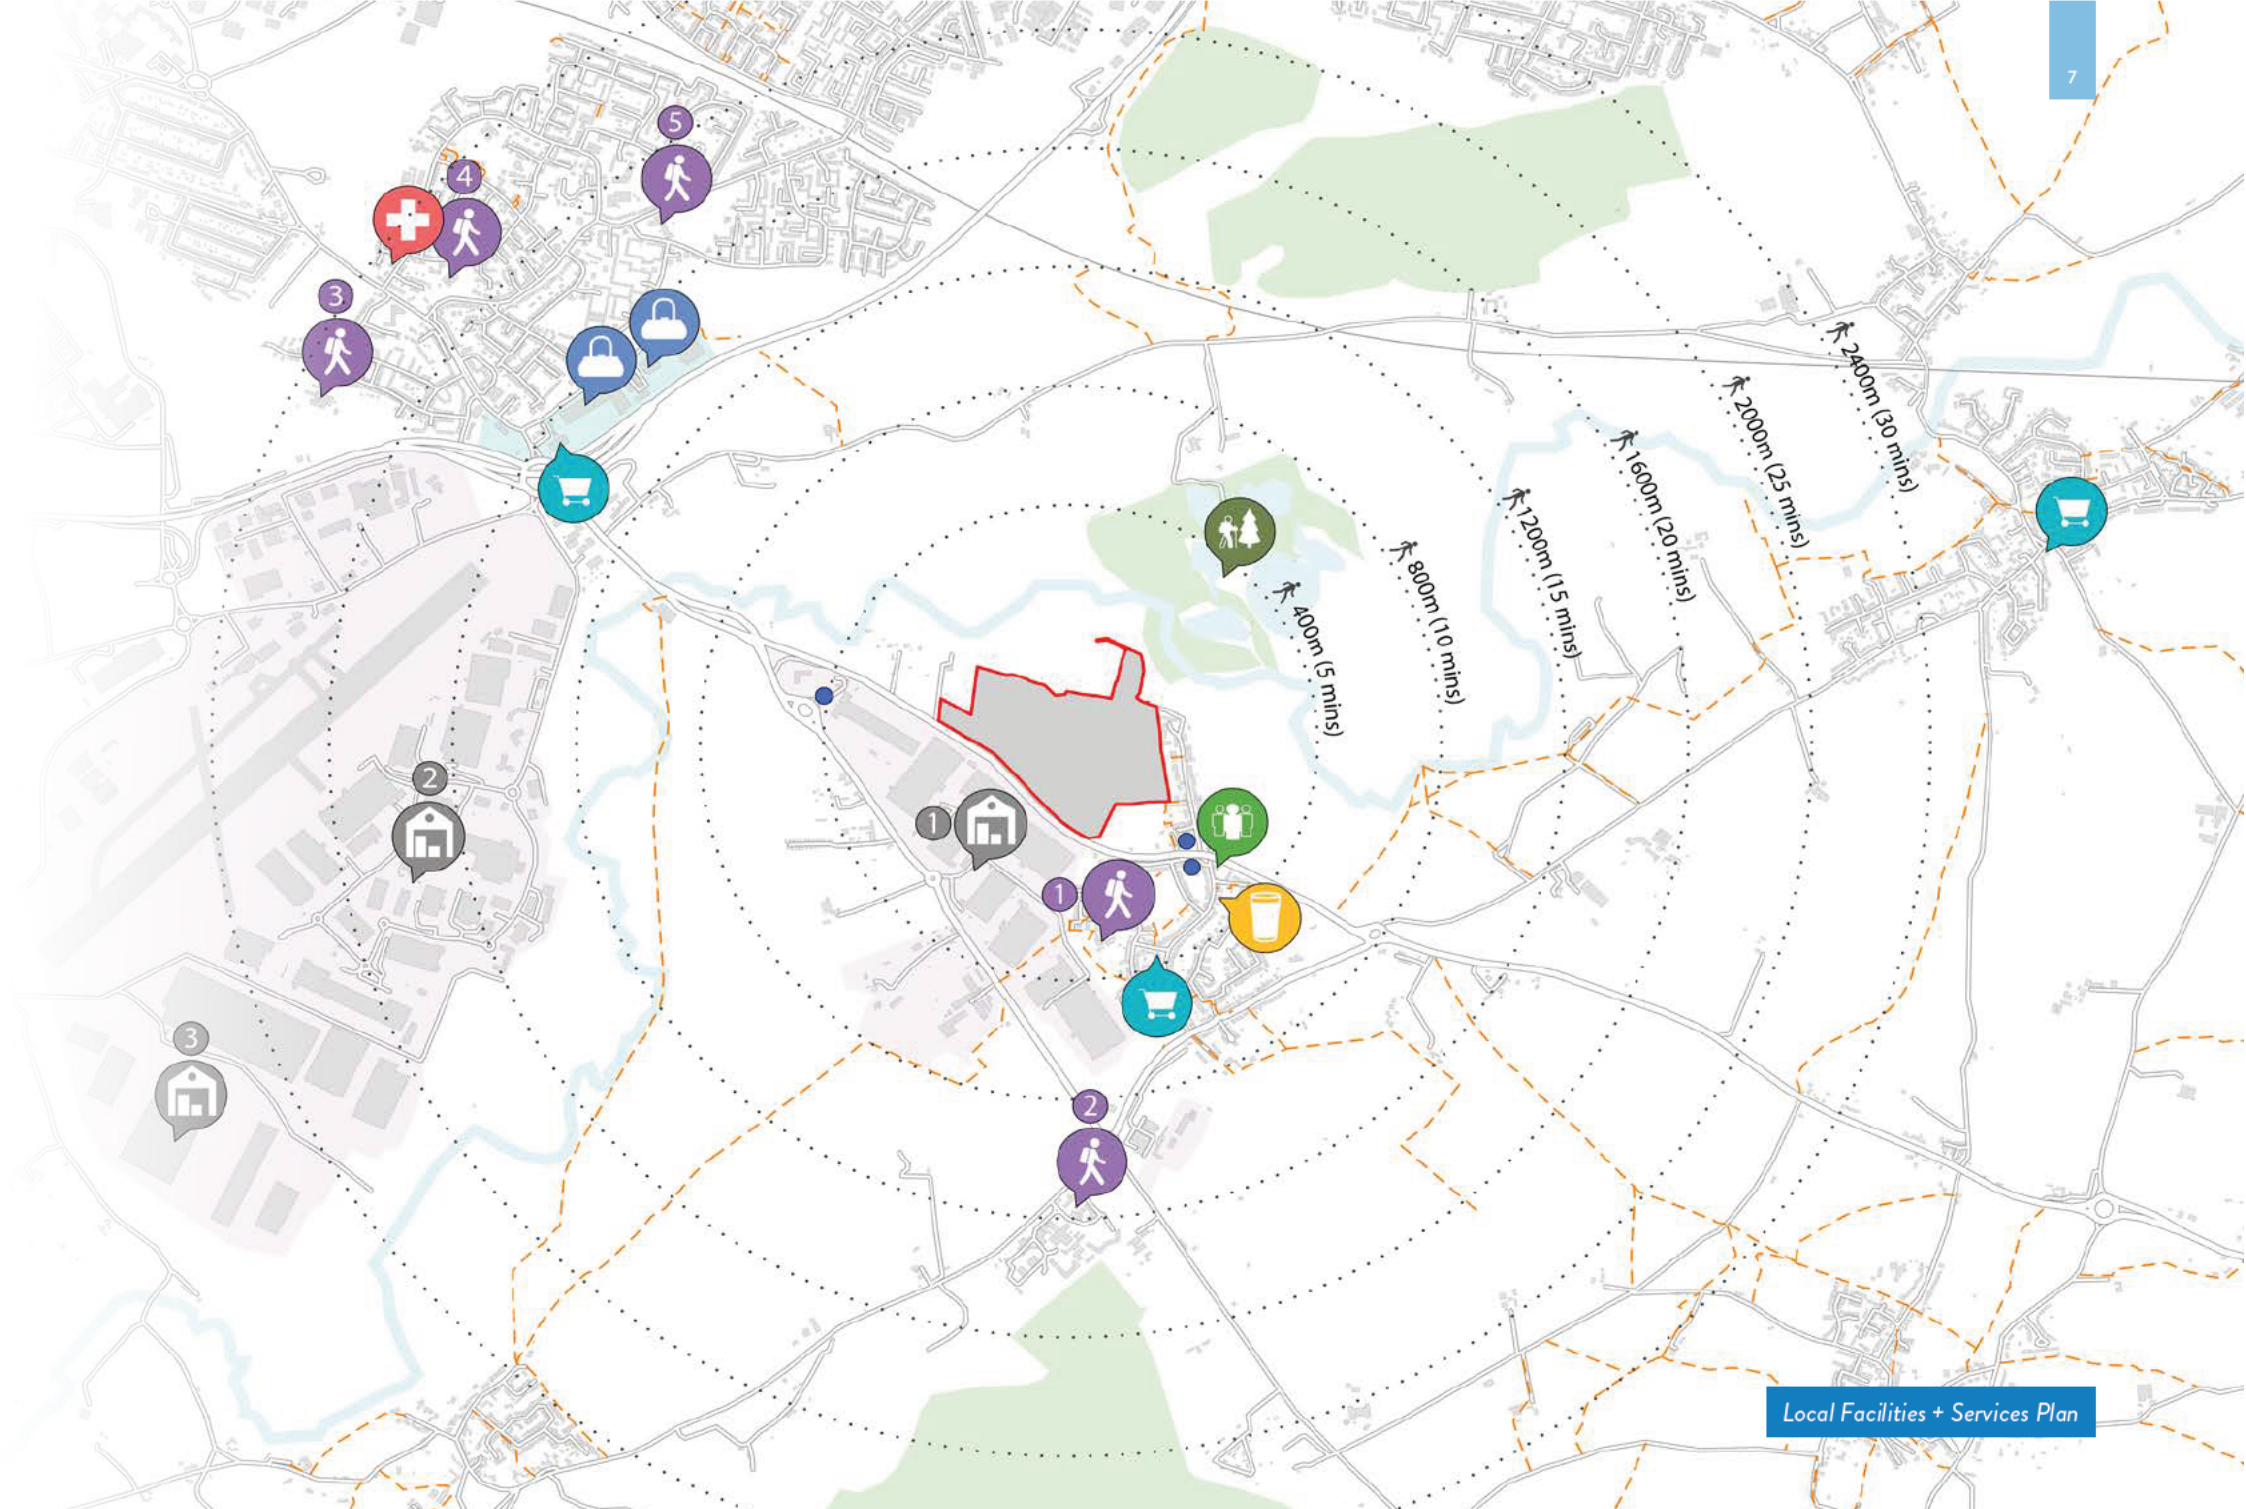 7
5
4
3
2400m (30 mins)
2000m (25 mins)
1600m (20 mins)
1200m (15 mins)
800m (10 mins)
400m (5 mins)
2
1
1
3
2
Local Facilities + Services Plan